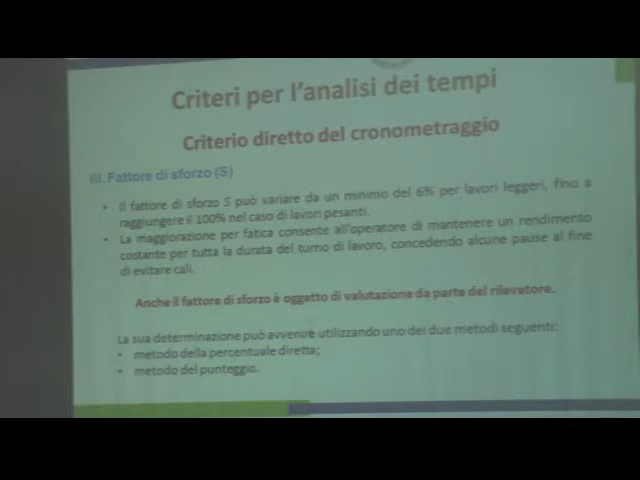 Criteri per l'analisi dei tempi
Criterio diretto del cronometraggio
III. Fattore di sforzo (S)
• Il fattore di sforzo S può variare da un minimo del 6% per lavori leggeri, fino a
raggiungere il 100% nel caso di lavori pesanti.
• La maggiorazione per fatica consente all'operatore di mantenere un rendimento
costante per tutta la durata del turno di lavoro, concedendo alcune pause al fine
di evitare cali.
Anche il fattore di sforzo è oggetto di valutazione da parte del rilevatore.
La sua determinazione può avvenire utilizzando uno dei due metodi seguenti:
• metodo della percentuale diretta;
• metodo del punteggio.